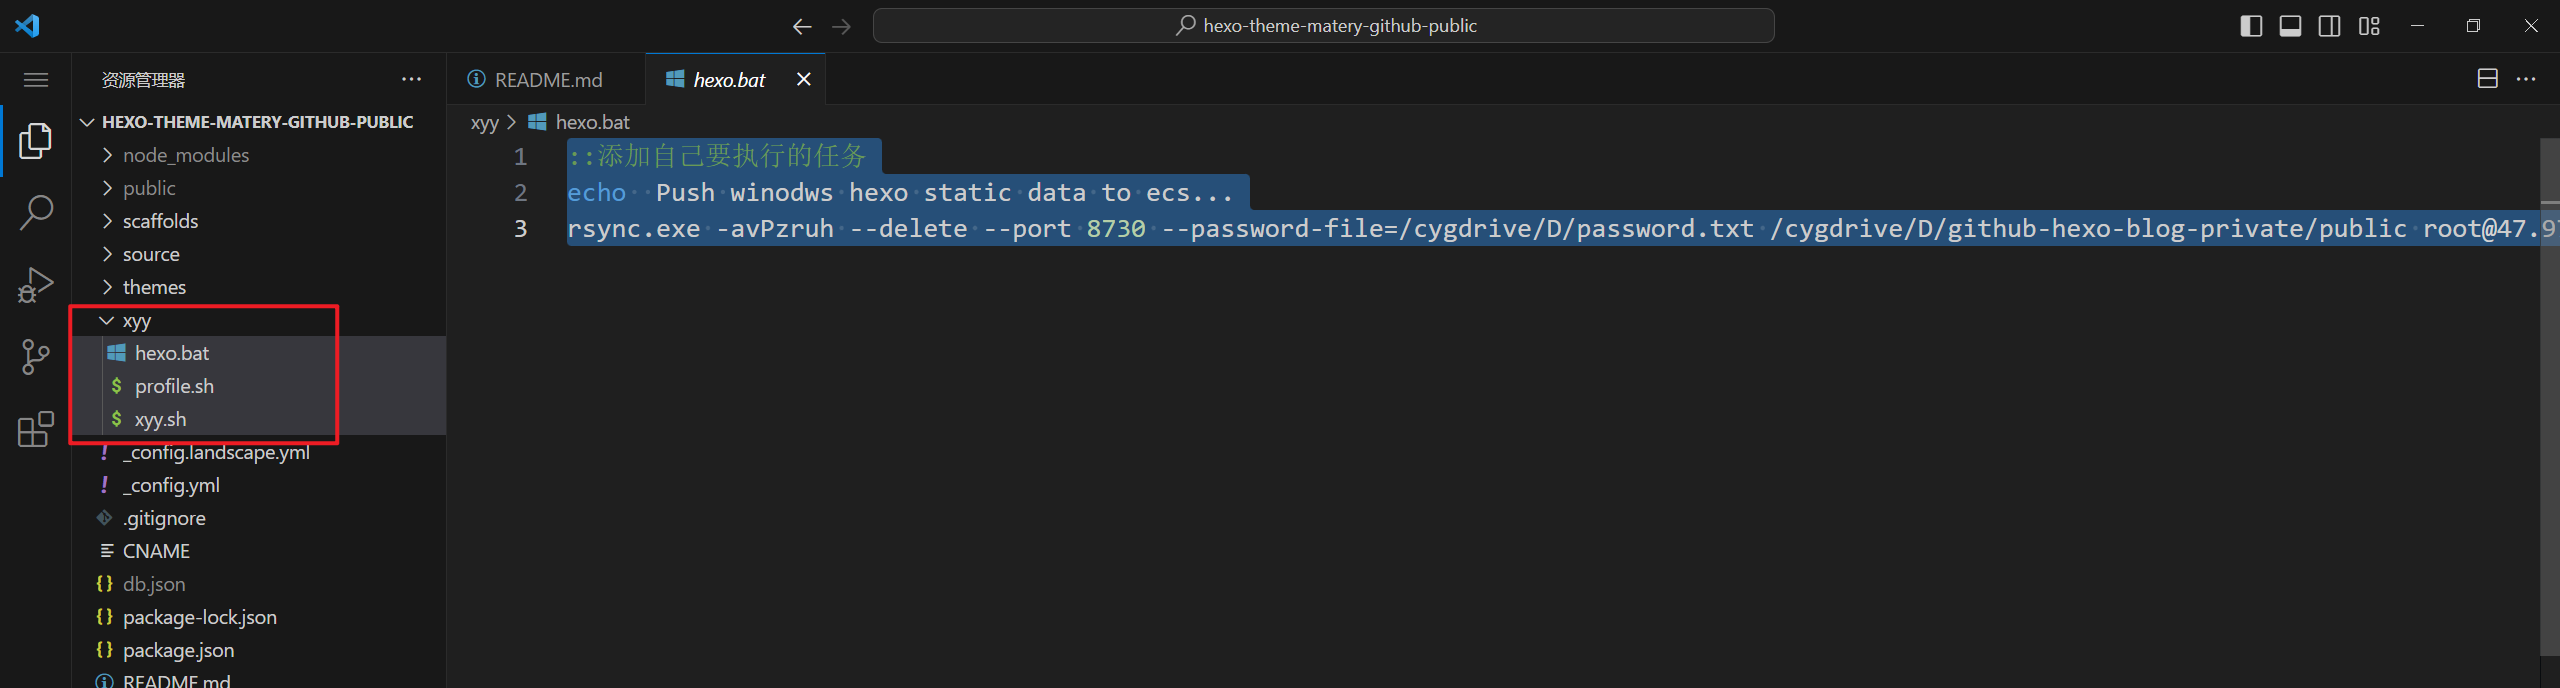 hexo-theme-matery-github-public
资源管理器
HEXO-THEME-MATERY-GITHUB-PUBLIC
node_modules
public
scaffolds
source
themes
xyy
hexo.bat
profile.sh
xyy.sh
_config.landscape.yml
_config.yml
.gitignore
CNAME
db.json
package-lock.json
package.json
README.md
README.md
hexo.bat
xyy > hexo.bat
1 ::添加自己要执行的任务
2 echo  Push winodws hexo static data to ecs...
3 rsync.exe -avPzruh --delete --port 8730 --password-file=/cygdrive/D/password.txt /cygdrive/D/github-hexo-blog-private/public root@47.9